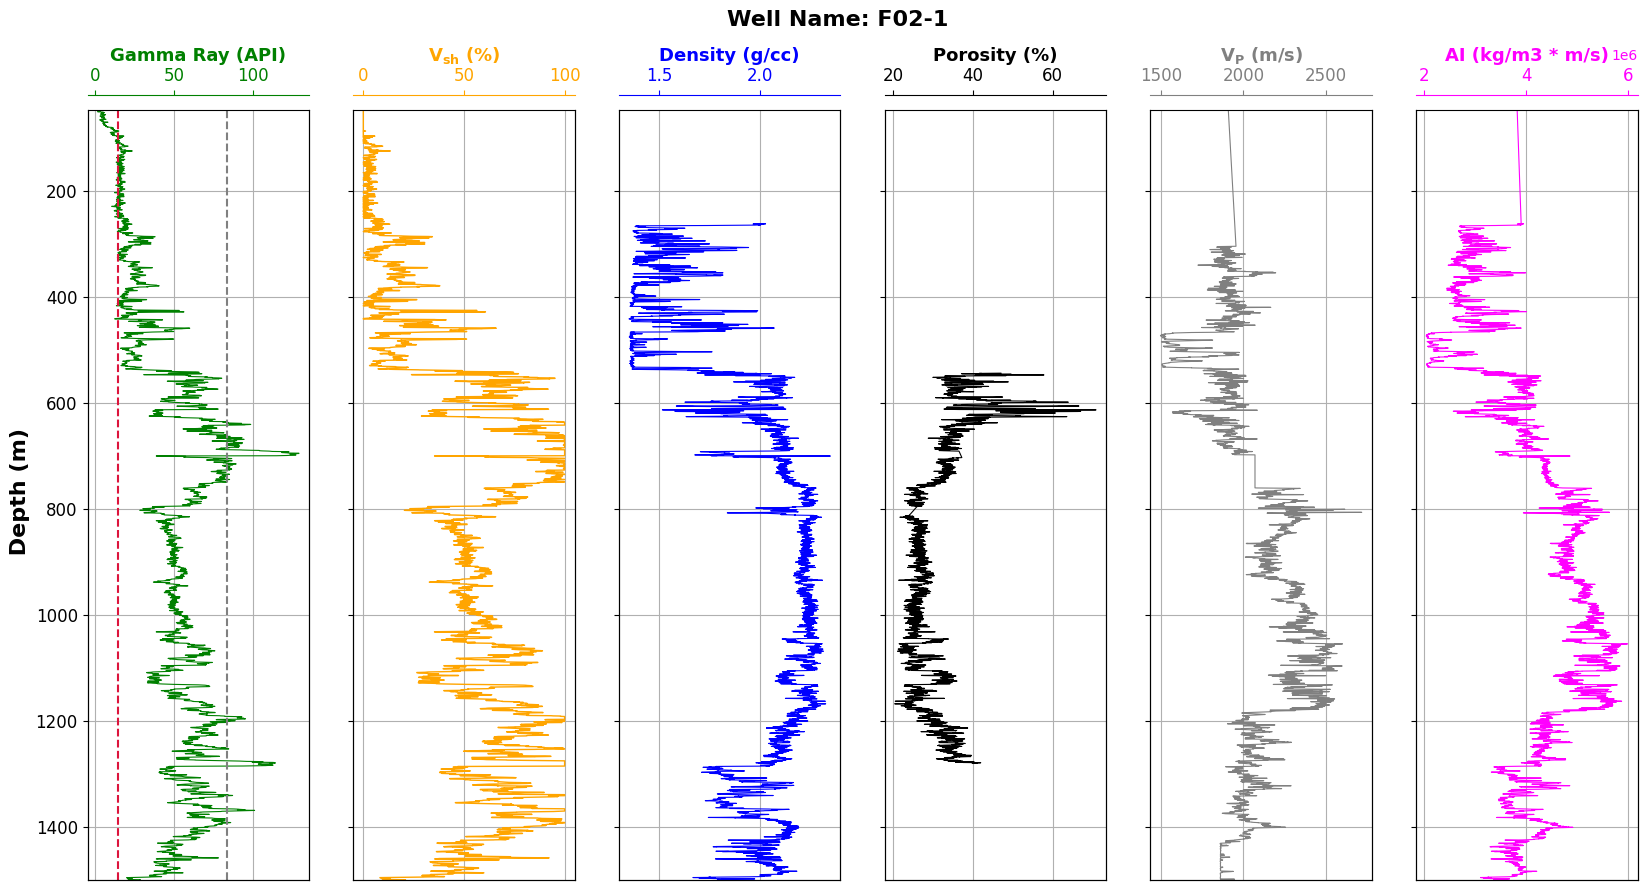 Well Name: F02-1
Gamma Ray (API)
0 50 100
Vsh (%)
0 50 100
Density (g/cc)
1.5 2.0
Porosity (%)
20 40 60
VP (m/s)
1500 2000 2500
AI (kg/m3 * m/s) 1e6
2 4 6
Depth (m)
200
400
600
800
1000
1200
1400